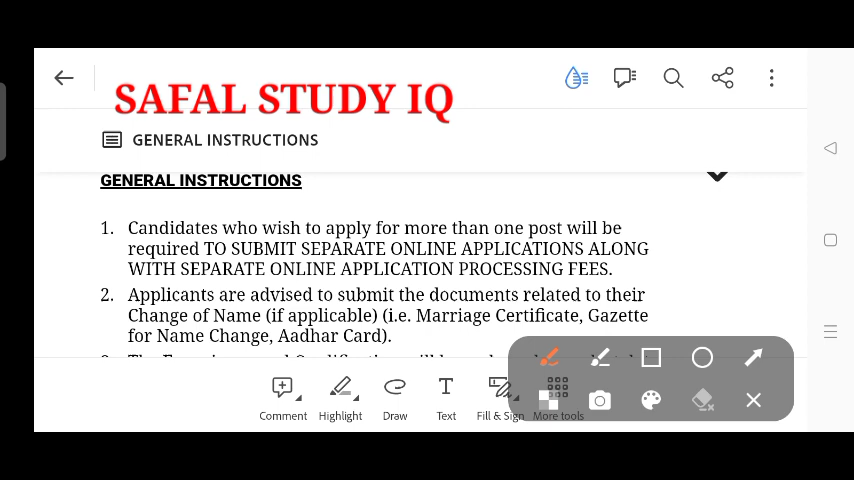 SAFAL STUDY IQ
GENERAL INSTRUCTIONS
GENERAL INSTRUCTIONS
1. Candidates who wish to apply for more than one post will be
required TO SUBMIT SEPARATE ONLINE APPLICATIONS ALONG
WITH SEPARATE ONLINE APPLICATION PROCESSING FEES.
2. Applicants are advised to submit the documents related to their
Change of Name (if applicable) (i.e. Marriage Certificate, Gazette
for Name Change, Aadhar Card).
Comment Highlight Draw Text Fill & Sign More tools